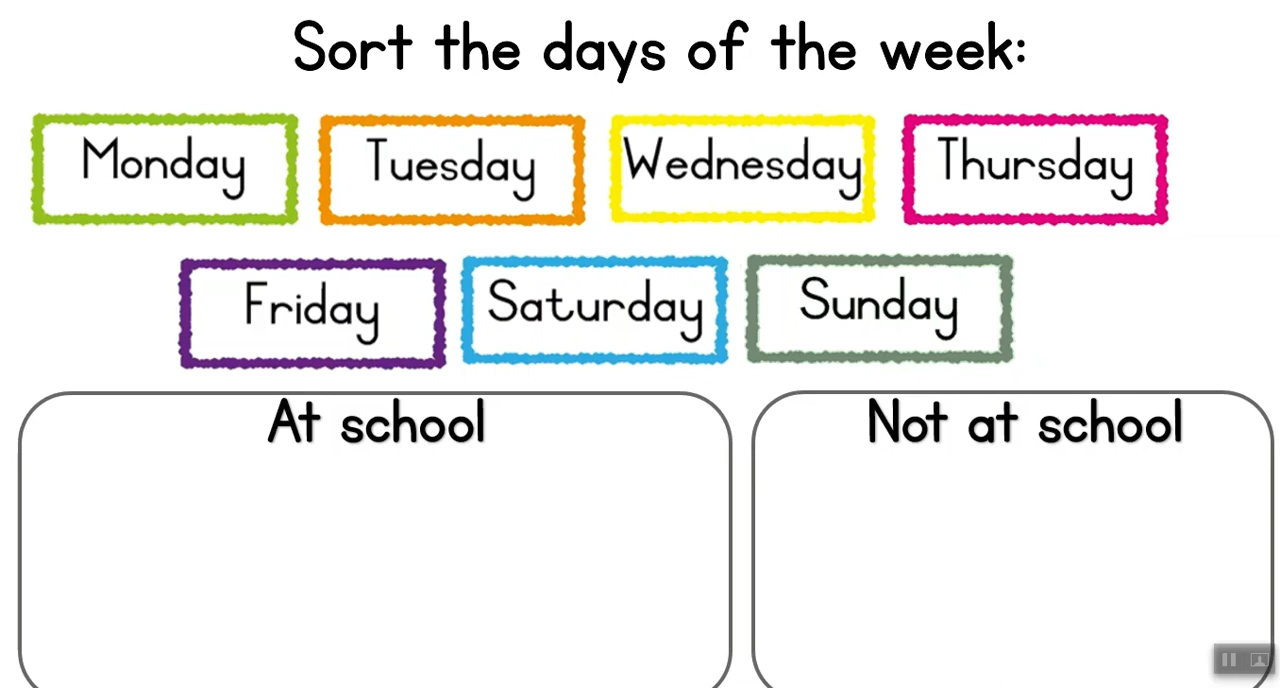 Sort the days of the week:
Monday Tuesday Wednesday Thursday
Friday Saturday Sunday
At school Not at school